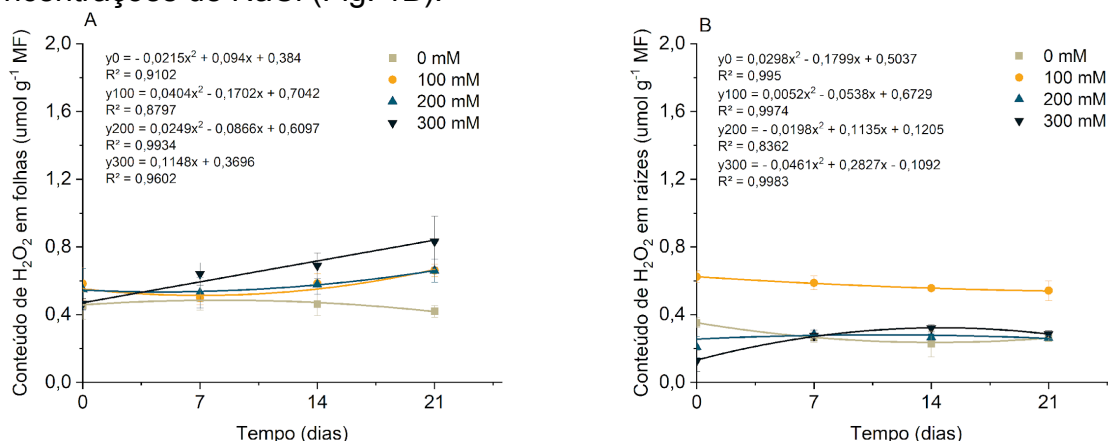 A
Conteúdo de H₂O₂ em folhas (umol g⁻¹ MF)
2,0
1,6
1,2
0,8
0,4
0,0
y0 = - 0,0215x² + 0,094x + 0,384
R² = 0,9102
y100 = 0,0404x² - 0,1702x + 0,7042
R² = 0,8797
y200 = 0,0249x² - 0,0866x + 0,6097
R² = 0,9934
y300 = 0,1148x + 0,3696
R² = 0,9602
0 mM
100 mM
200 mM
300 mM
0 7 14 21
Tempo (dias)
B
Conteúdo de H₂O₂ em raízes (umol g⁻¹ MF)
2,0
1,6
1,2
0,8
0,4
0,0
y0 = 0,0298x² - 0,1799x + 0,5037
R² = 0,995
y100 = 0,0052x² - 0,0538x + 0,6729
R² = 0,9974
y200 = - 0,0198x² + 0,1135x + 0,1205
R² = 0,8362
y300 = - 0,0461x² + 0,2827x - 0,1092
R² = 0,9983
0 mM
100 mM
200 mM
300 mM
0 7 14 21
Tempo (dias)